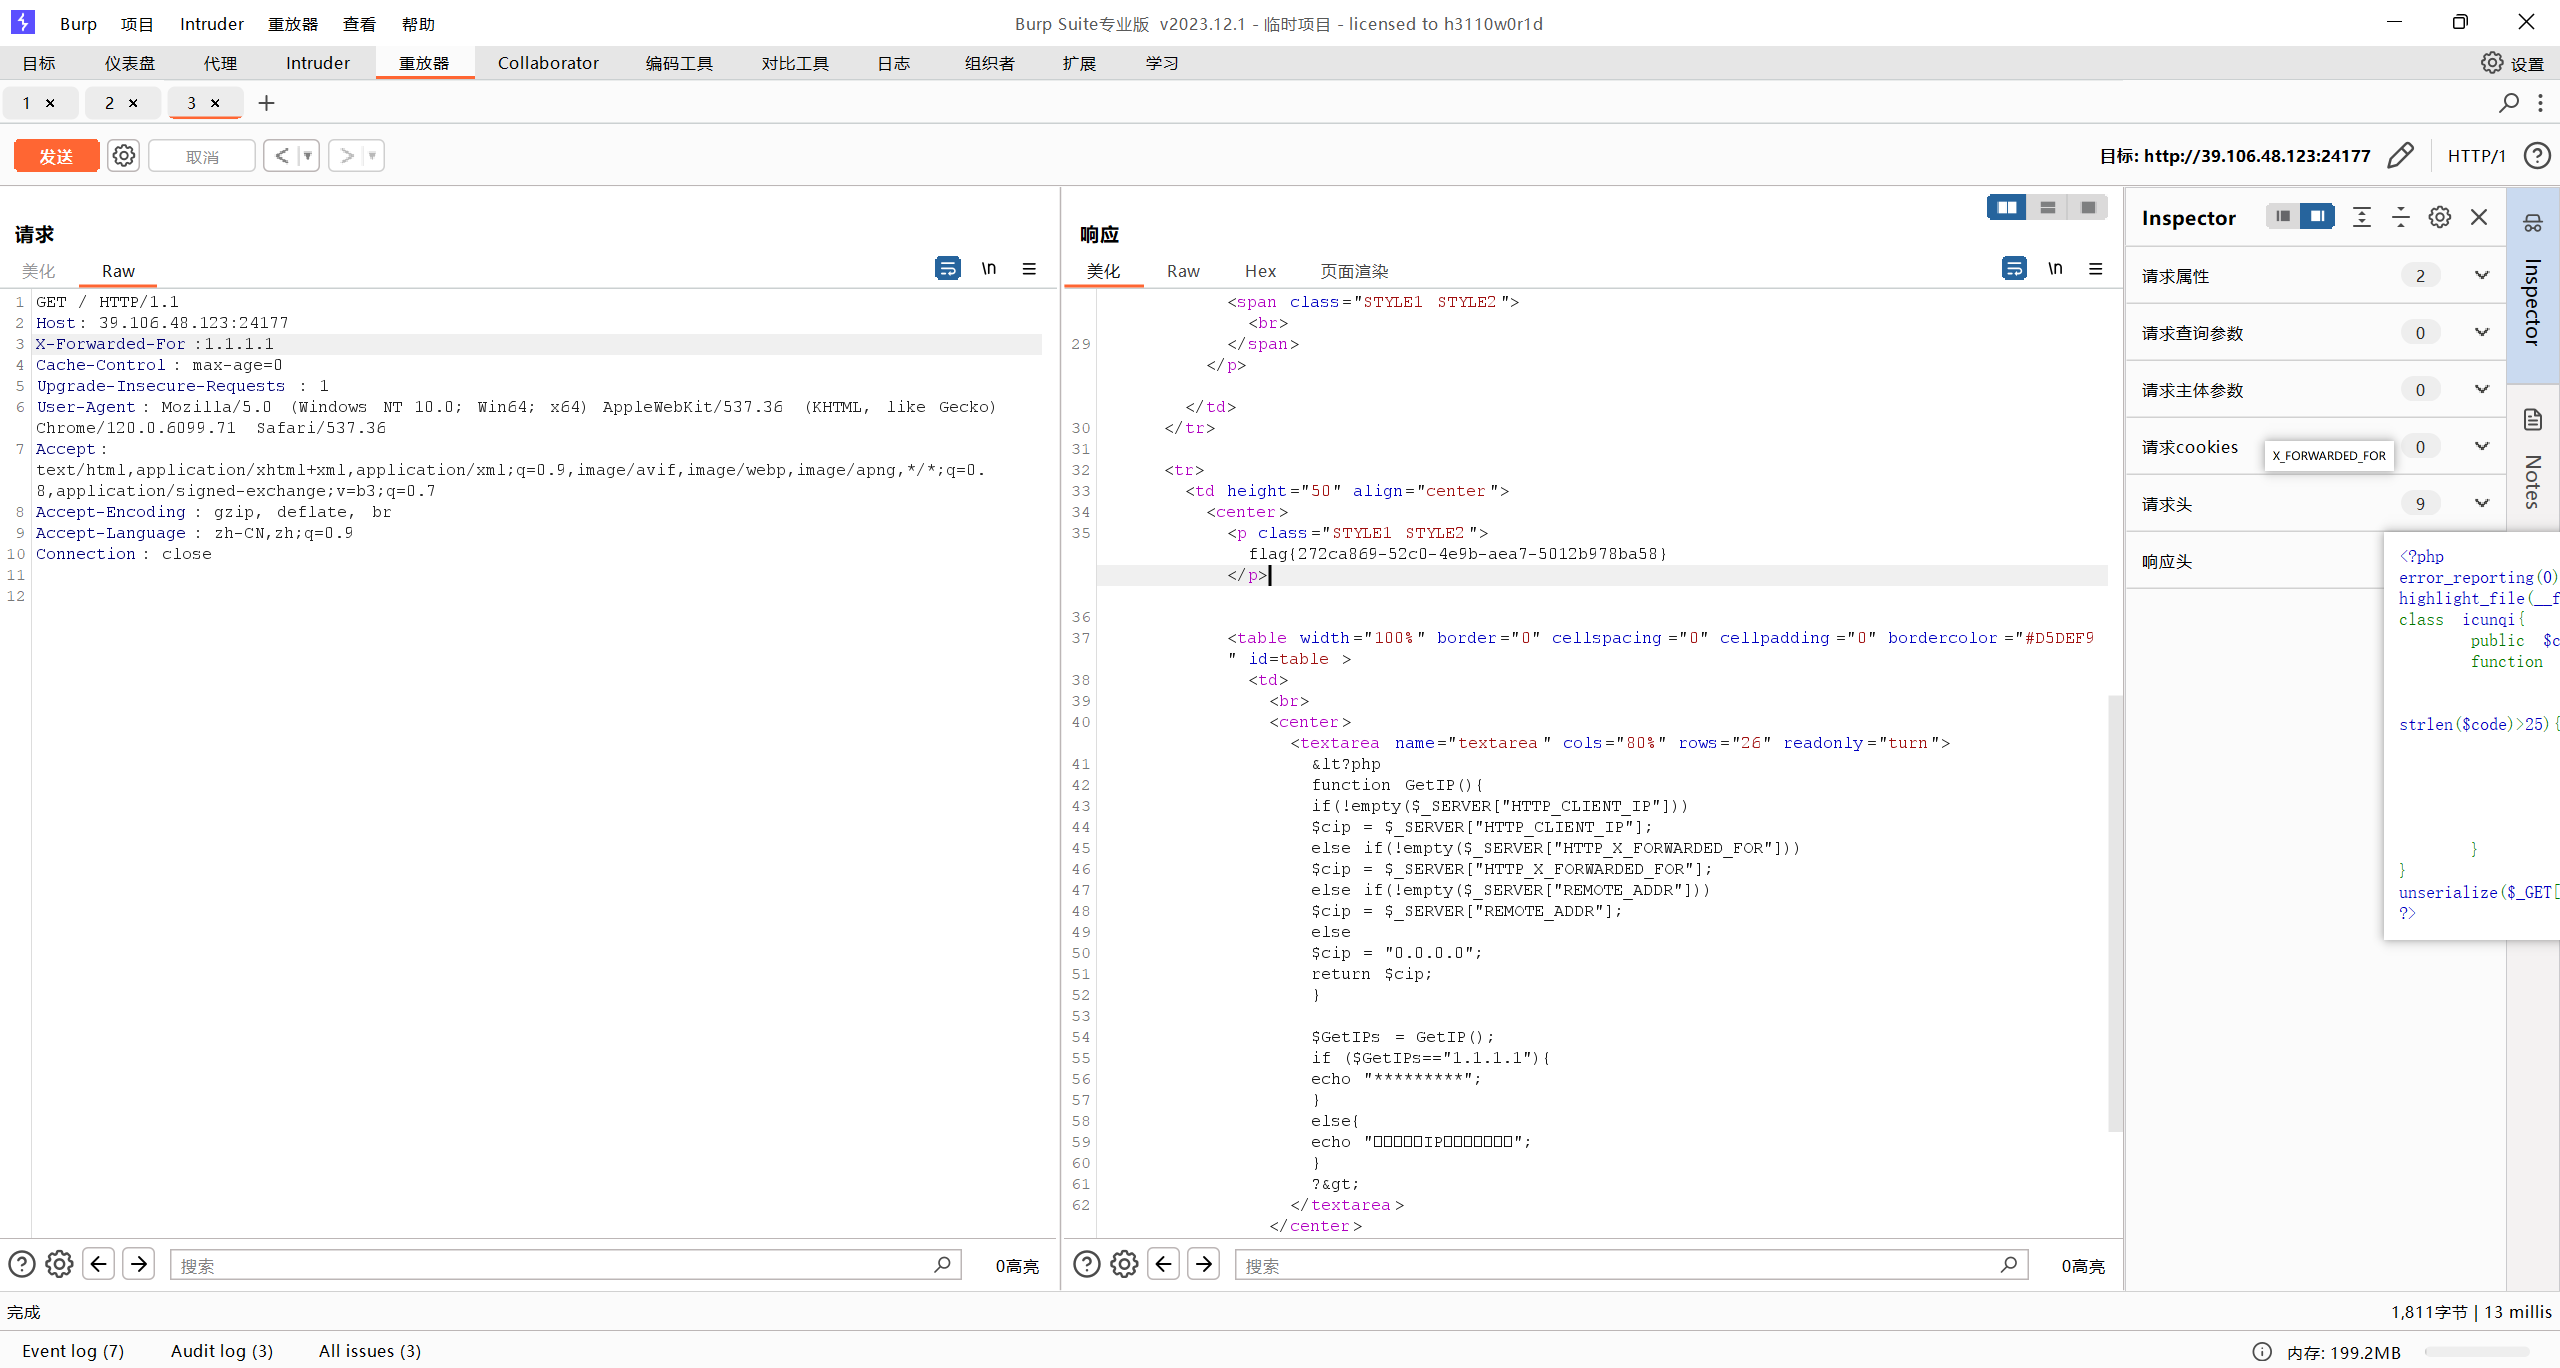 Burp 项目 Intruder 重放器 查看 帮助
Burp Suite专业版 v2023.12.1 - 临时项目 - licensed to h3110w0r1d
目标 仪表盘 代理 Intruder 重放器 Collaborator 编码工具 对比工具 日志 组织者 扩展 学习
设置
1 × 2 × 3 × +
发送 取消 < >
目标: http://39.106.48.123:24177 HTTP/1
请求
美化 Raw \n
1 GET / HTTP/1.1
2 Host: 39.106.48.123:24177
3 X-Forwarded-For :1.1.1.1
4 Cache-Control : max-age=0
5 Upgrade-Insecure-Requests : 1
6 User-Agent : Mozilla/5.0 (Windows NT 10.0; Win64; x64) AppleWebKit/537.36 (KHTML, like Gecko)
Chrome/120.0.6099.71 Safari/537.36
7 Accept :
text/html,application/xhtml+xml,application/xml;q=0.9,image/avif,image/webp,image/apng,*/*;q=0.
8,application/signed-exchange;v=b3;q=0.7
8 Accept-Encoding : gzip, deflate, br
9 Accept-Language : zh-CN,zh;q=0.9
10 Connection : close
11
12
搜索 0高亮
响应
美化 Raw Hex 页面渲染 \n
<span class="STYLE1 STYLE2">
<br>
29 </span>
</p>
</td>
30 </tr>
31
32 <tr>
33 <td height="50" align="center">
34 <center>
35 <p class="STYLE1 STYLE2">
flag{272ca869-52c0-4e9b-aea7-5012b978ba58}
</p>
36
37 <table width="100%" border="0" cellspacing="0" cellpadding="0" bordercolor="#D5DEF9
" id=table >
38 <td>
39 <br>
40 <center>
<textarea name="textarea" cols="80%" rows="26" readonly="turn">
41 &lt?php
42 function GetIP(){
43 if(!empty($_SERVER["HTTP_CLIENT_IP"]))
44 $cip = $_SERVER["HTTP_CLIENT_IP"];
45 else if(!empty($_SERVER["HTTP_X_FORWARDED_FOR"]))
46 $cip = $_SERVER["HTTP_X_FORWARDED_FOR"];
47 else if(!empty($_SERVER["REMOTE_ADDR"]))
48 $cip = $_SERVER["REMOTE_ADDR"];
49 else
50 $cip = "0.0.0.0";
51 return $cip;
52 }
53
54 $GetIPs = GetIP();
55 if ($GetIPs=="1.1.1.1"){
56 echo "*********";
57 }
58 else{
59 echo "□□□□□IP□□□□□□□";
60 }
61 ?&gt;
62 </textarea>
</center>
搜索 0高亮
Inspector
请求属性 2
请求查询参数 0
请求主体参数 0
请求cookies 0
X_FORWARDED_FOR
请求头 9
响应头
Inspector
Notes
<?php
error_reporting(0)
highlight_file(__f
class icunqi{
public $c
function
strlen($code)>25){
}
}
unserialize($_GET[
?>
完成
1,811字节 | 13 millis
Event log (7) Audit log (3) All issues (3)
内存: 199.2MB